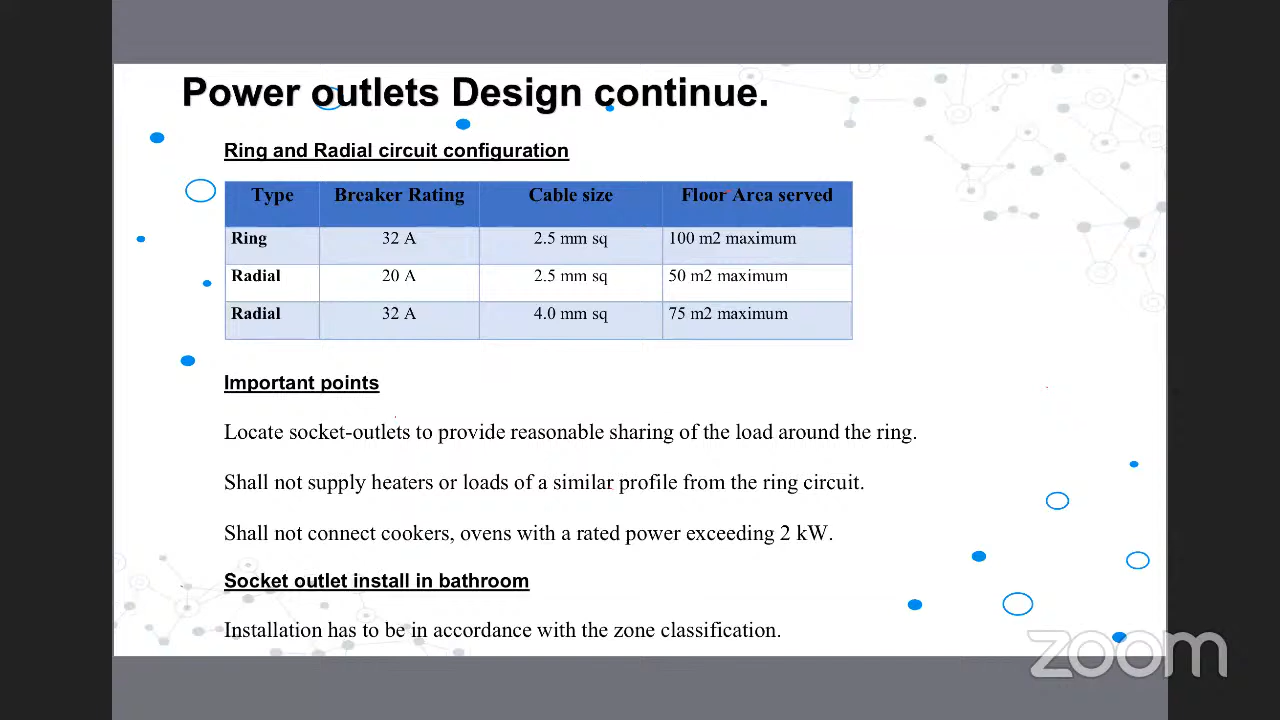 Power outlets Design continue.
Ring and Radial circuit configuration
Type Breaker Rating Cable size Floor Area served
Ring 32 A 2.5 mm sq 100 m2 maximum
Radial 20 A 2.5 mm sq 50 m2 maximum
Radial 32 A 4.0 mm sq 75 m2 maximum
Important points
Locate socket-outlets to provide reasonable sharing of the load around the ring.
Shall not supply heaters or loads of a similar profile from the ring circuit.
Shall not connect cookers, ovens with a rated power exceeding 2 kW.
Socket outlet install in bathroom
Installation has to be in accordance with the zone classification.
zoom